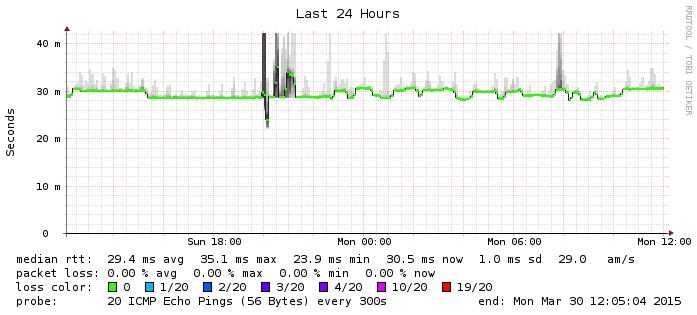 Last 24 Hours
RRDTOOL / TOBI OETIKER
Seconds
40 m
30 m
20 m
10 m
0
Sun 18:00 Mon 00:00 Mon 06:00 Mon 12:00
median rtt: 29.4 ms avg 35.1 ms max 23.9 ms min 30.5 ms now 1.0 ms sd 29.0 am/s
packet loss: 0.00 % avg 0.00 % max 0.00 % min 0.00 % now
loss color: 0 1/20 2/20 3/20 4/20 10/20 19/20
probe: 20 ICMP Echo Pings (56 Bytes) every 300s end: Mon Mar 30 12:05:04 2015